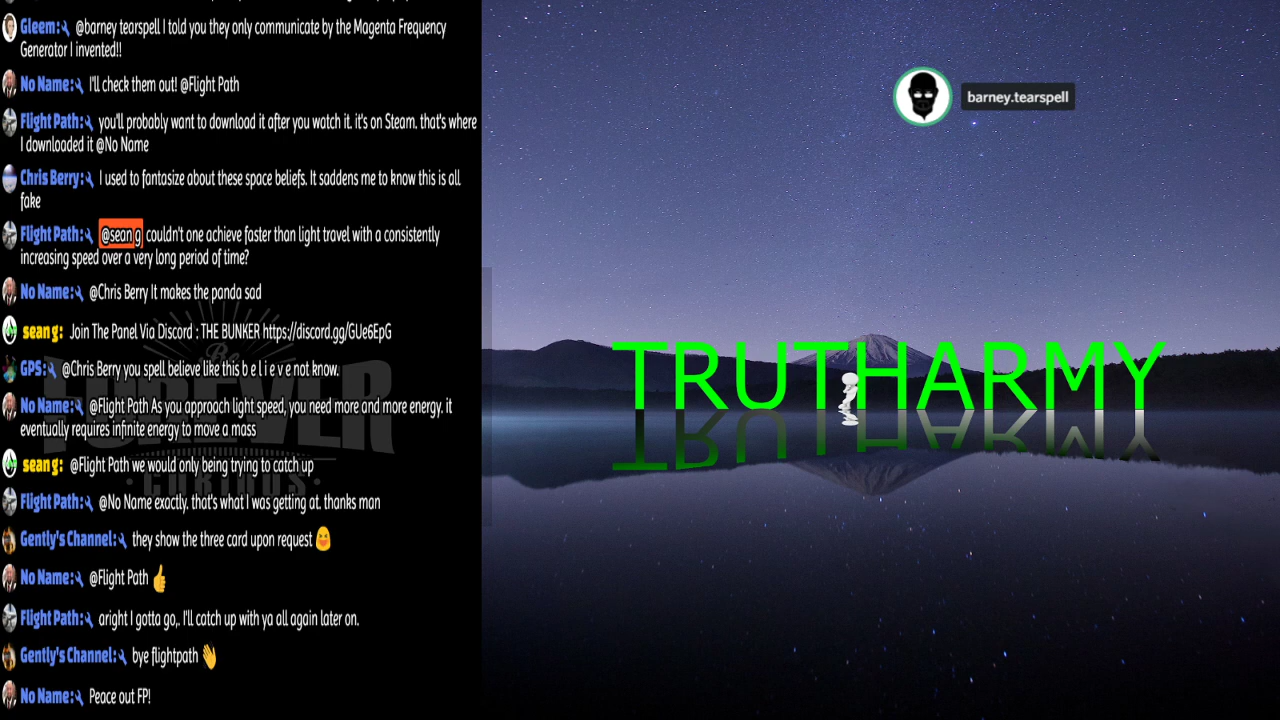 Gleem: @barney tearspell I told you they only communicate by the Magenta Frequency
Generator I invented!!
No Name: I'll check them out! @Flight Path
Flight Path: you'll probably want to download it after you watch it. it's on Steam. that's where
I downloaded it @No Name
Chris Berry: I used to fantasize about these space beliefs. It saddens me to know this is all
fake
Flight Path: @sean g couldn't one achieve faster than light travel with a consistently
increasing speed over a very long period of time?
No Name: @Chris Berry It makes the panda sad
sean g: Join The Panel Via Discord : THE BUNKER https://discord.gg/GUe6EpG
GPS: @Chris Berry you spell believe like this b e l i e v e not know.
No Name: @Flight Path As you approach light speed, you need more and more energy. it
eventually requires infinite energy to move a mass
sean g: @Flight Path we would only being trying to catch up
Flight Path: @No Name exactly. that's what I was getting at. thanks man
Gently's Channel: they show the three card upon request
No Name: @Flight Path
Flight Path: aright I gotta go,. I'll catch up with ya all again later on.
Gently's Channel: bye flightpath
No Name: Peace out FP!
FOREVER
CURIOUS
barney.tearspell
TRUTHARMY